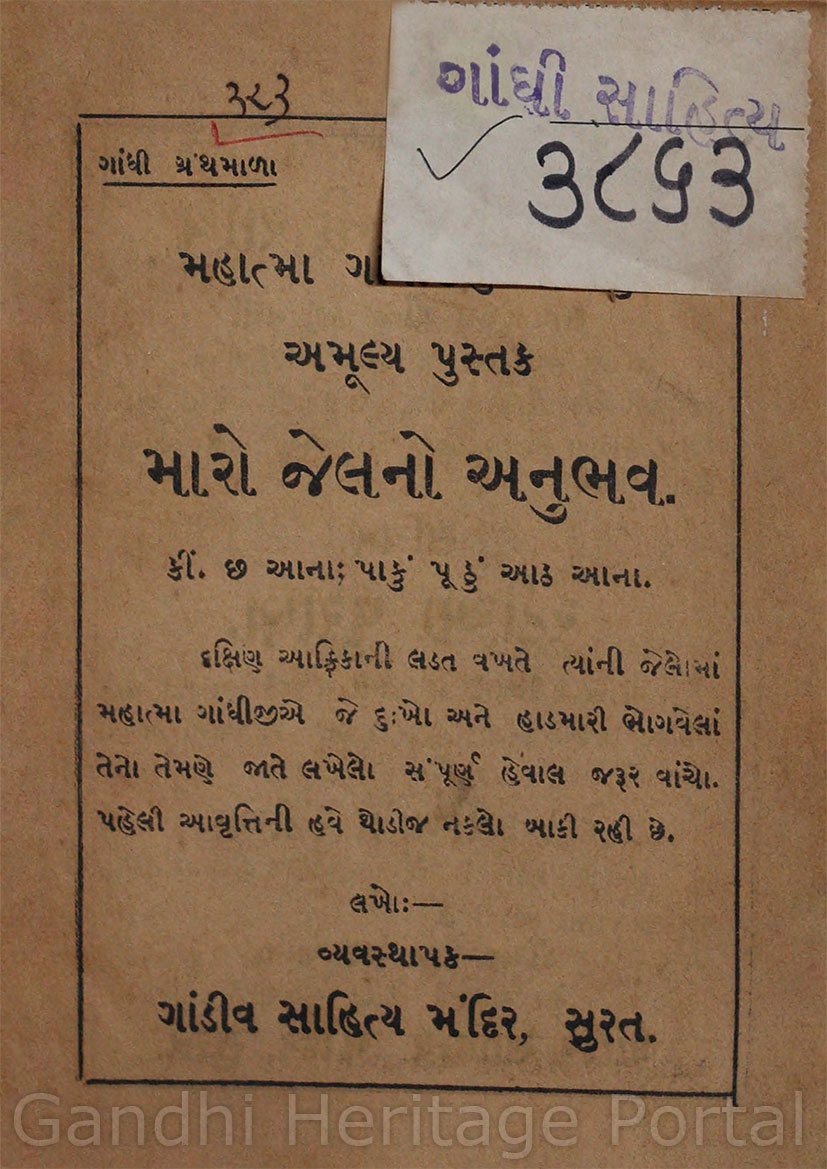 ૩૮૩
ગાંધી સાહિત્ય
૩૮૬૩
ગાંધી ગ્રંથમાળા
મહાત્મા
અમૂલ્ય પુસ્તક
મારો જેલનો અનુભવ.
કીં. છ આના; પાકું પૂઠું આઠ આના.
દક્ષિણ આફ્રિકાની લડત વખતે ત્યાંની જેલોમાં
મહાત્મા ગાંધીજીએ જે દુઃખો અને હાડમારી ભોગવેલાં
તેનો તેમણે જાતે લખેલો સંપૂર્ણ હેવાલ જરૂર વાંચો.
પહેલી આવૃત્તિની હવે થોડીજ નકલો બાકી રહી છે.
લખોઃ—
વ્યવસ્થાપક—
ગાંડીવ સાહિત્ય મંદિર, સુરત.
Gandhi Heritage Portal